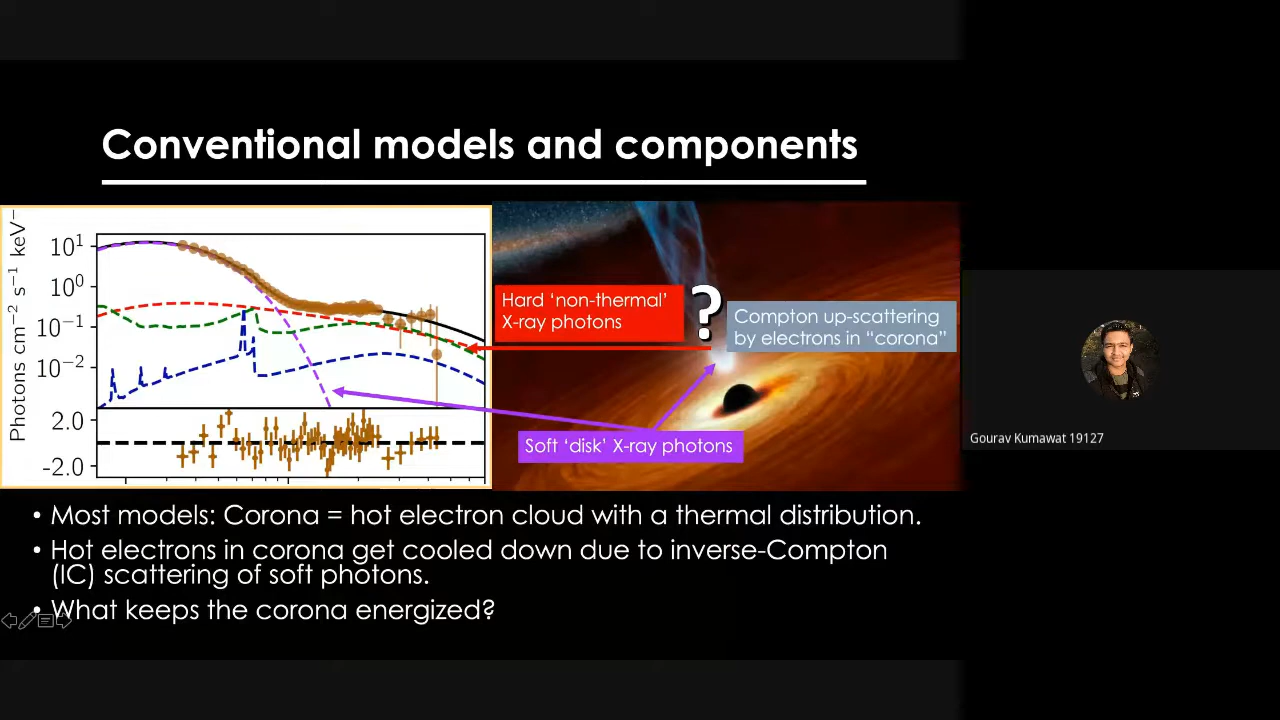 Conventional models and components
Photons cm⁻² s⁻¹ keV⁻
10¹
10⁰
10⁻¹
10⁻²
2.0
-2.0
Hard ‘non-thermal’
X-ray photons
?
Compton up-scattering
by electrons in “corona”
Soft ‘disk’ X-ray photons
Gourav Kumawat 19127
• Most models: Corona = hot electron cloud with a thermal distribution.
• Hot electrons in corona get cooled down due to inverse-Compton
(IC) scattering of soft photons.
• What keeps the corona energized?